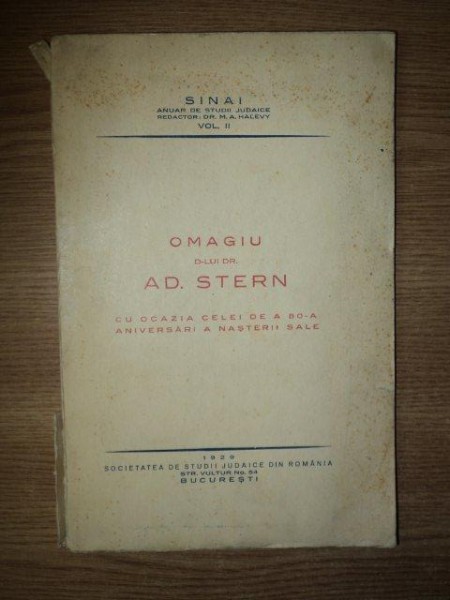 SINAI
ANUAR DE STUDII JUDAICE
REDACTOR: DR. M. A. HALEVY
VOL. II
OMAGIU
D-LUI DR.
AD. STERN
CU OCAZIA CELEI DE A 80-A
ANIVERSĂRI A NAȘTERII SALE
1929
SOCIETATEA DE STUDII JUDAICE DIN ROMÂNIA
STR. VULTUR No. 54
BUCUREȘTI